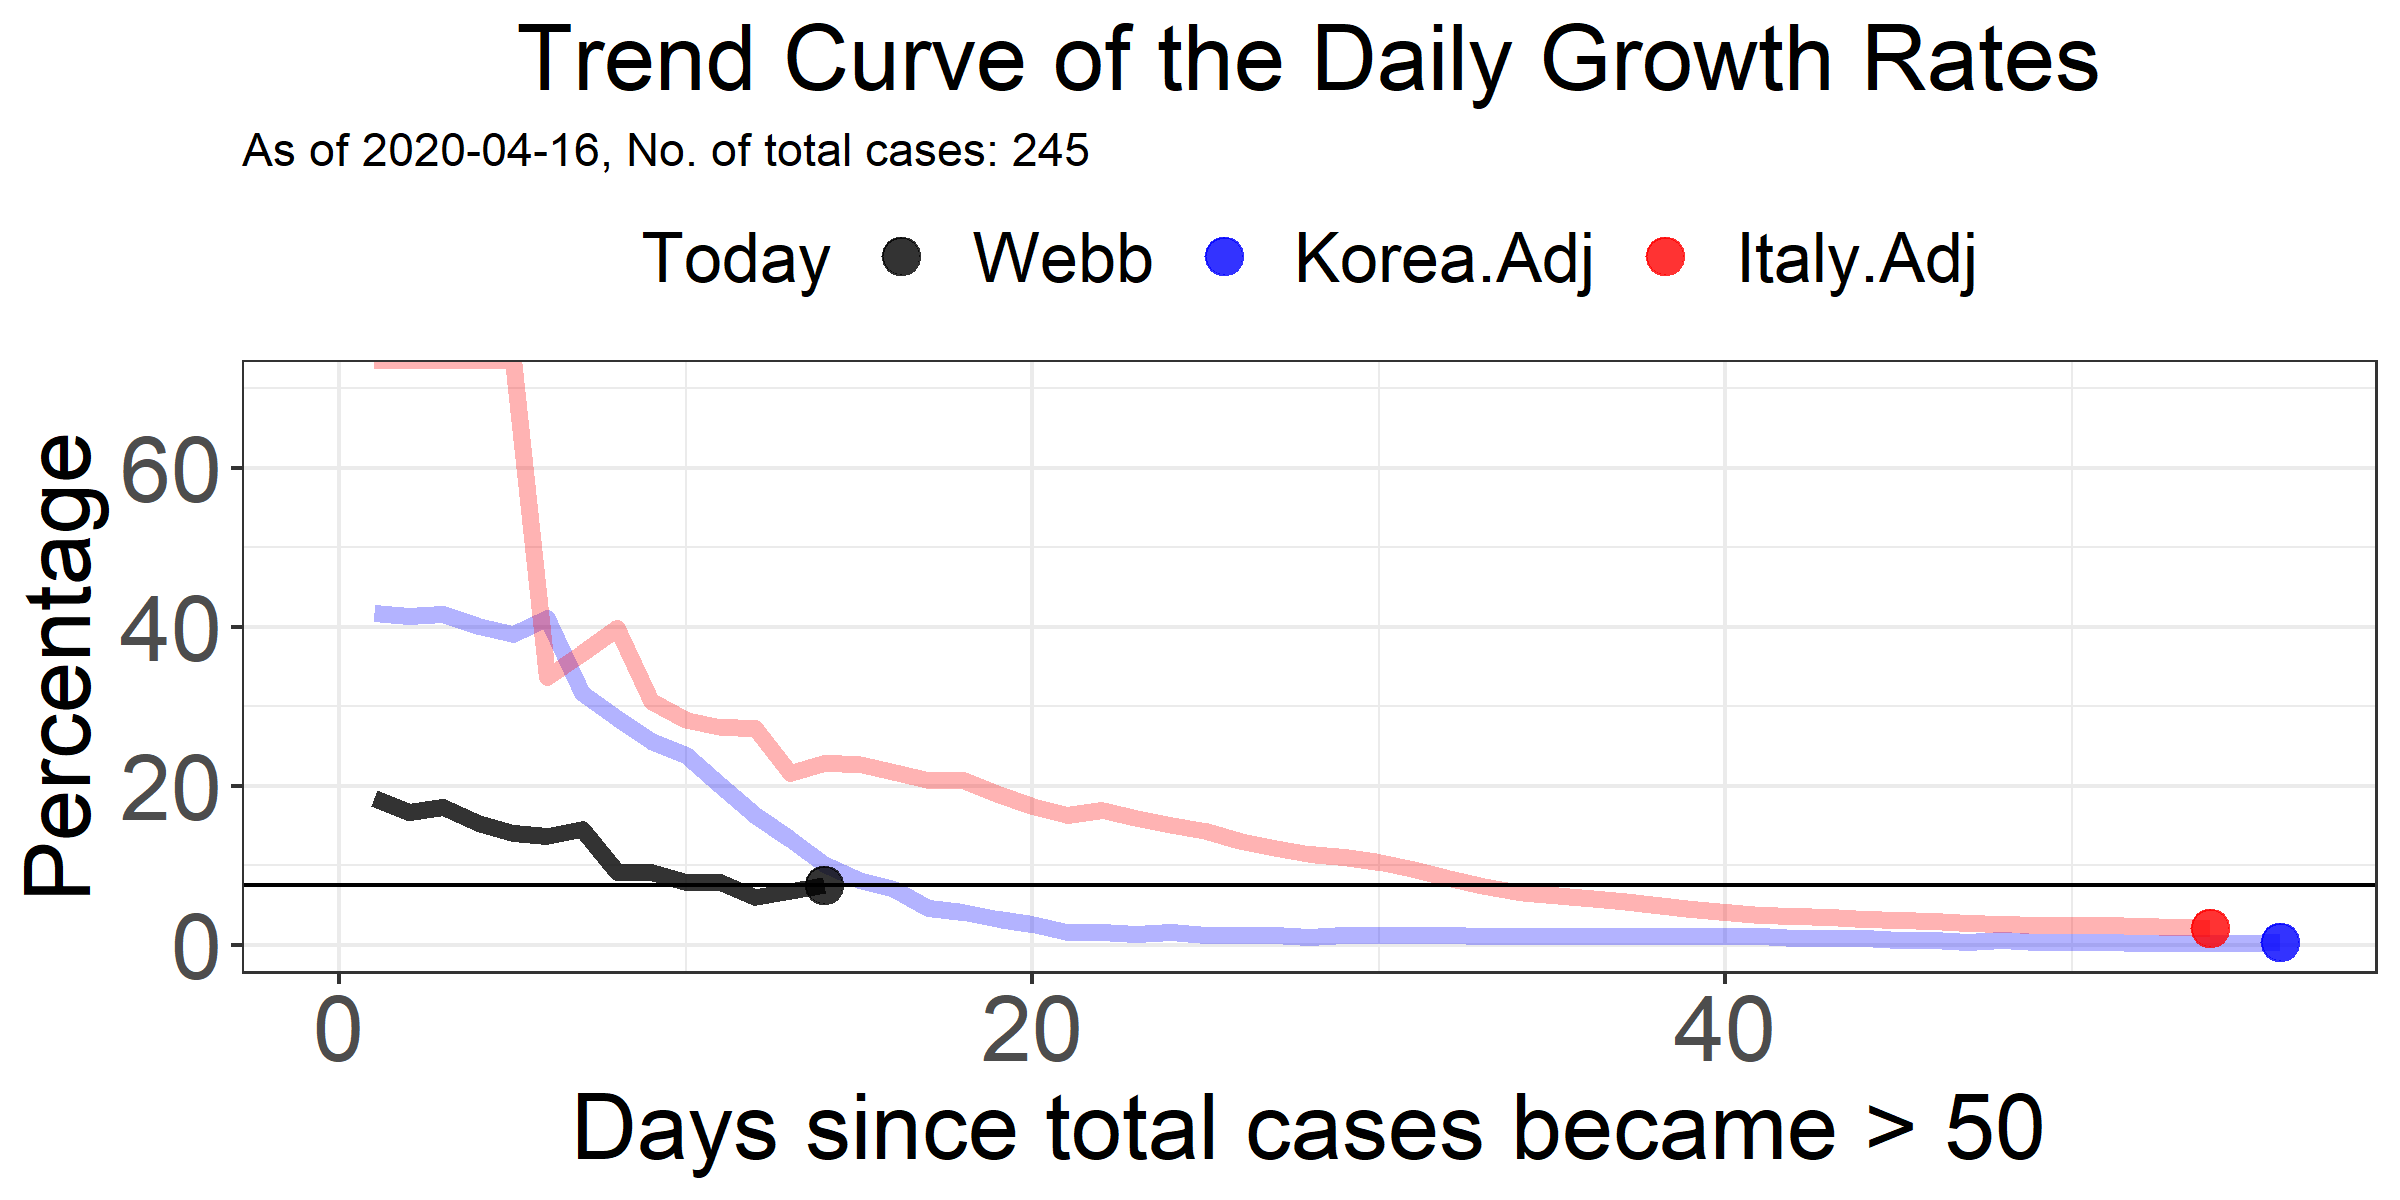 Trend Curve of the Daily Growth Rates
As of 2020-04-16, No. of total cases: 245
Today Webb Korea.Adj Italy.Adj
Percentage
60
40
20
0
0 20 40
Days since total cases became > 50